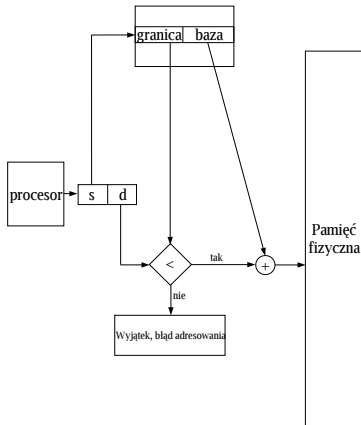 granica baza
procesor
s d
Pamięć
fizyczna
<
tak
+
nie
Wyjątek, błąd adresowania